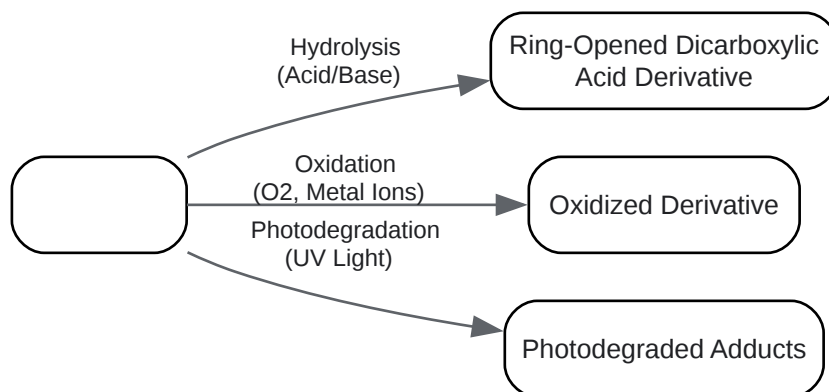 Hydrolysis
(Acid/Base)
Ring-Opened Dicarboxylic
Acid Derivative
Oxidation
(O2, Metal Ions)
Oxidized Derivative
Photodegradation
(UV Light)
Photodegraded Adducts